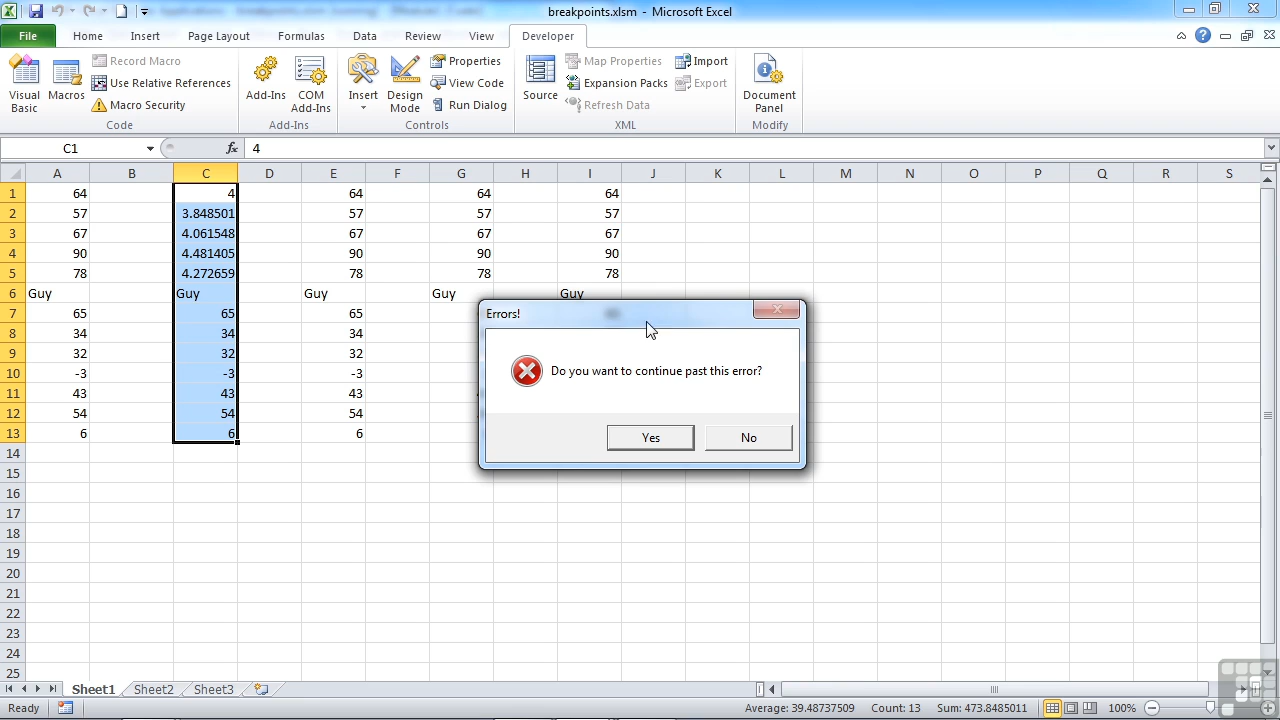 breakpoints.xlsm - Microsoft Excel
File Home Insert Page Layout Formulas Data Review View Developer
Visual Basic
Macros
Record Macro
Use Relative References
Macro Security
Code
Add-Ins
COM Add-Ins
Add-Ins
Insert
Design Mode
Properties
View Code
Run Dialog
Controls
Source
Map Properties
Expansion Packs
Refresh Data
Import
Export
XML
Document Panel
Modify
C1 fx 4
A B C D E F G H I J K L M N O P Q R S
1 64 4 64 64 64
2 57 3.848501 57 57 57
3 67 4.061548 67 67 67
4 90 4.481405 90 90 90
5 78 4.272659 78 78 78
6 Guy Guy Guy Guy Guy
7 65 65 65
8 34 34 34
9 32 32 32
10 -3 -3 -3
11 43 43 43
12 54 54 54
13 6 6 6
14
15
16
17
18
19
20
21
22
23
24
25
Errors!
Do you want to continue past this error?
Yes No
Sheet1 Sheet2 Sheet3
Ready Average: 39.48737509 Count: 13 Sum: 473.8485011 100%